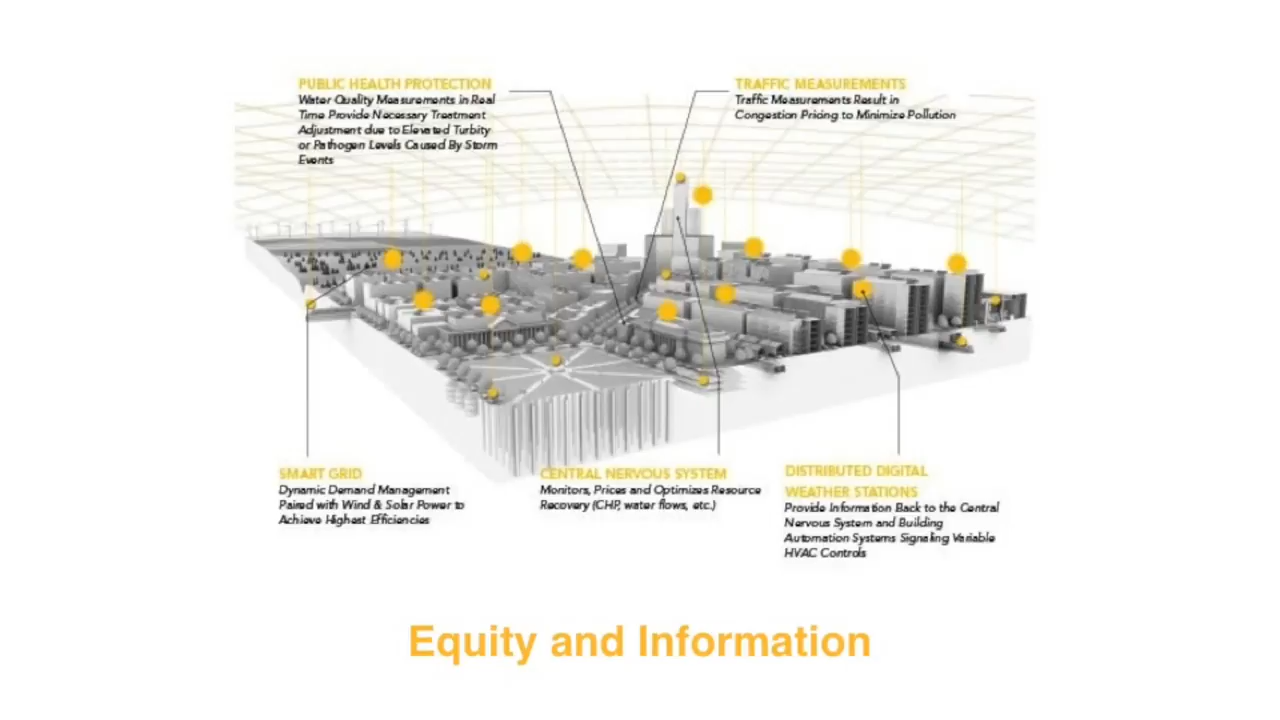 PUBLIC HEALTH PROTECTION
Water Quality Measurements in Real
Time Provide Necessary Treatment
Adjustment due to Elevated Turbity
or Pathogen Levels Caused By Storm
Events
TRAFFIC MEASUREMENTS
Traffic Measurements Result in
Congestion Pricing to Minimize Pollution
SMART GRID
Dynamic Demand Management
Paired with Wind & Solar Power to
Achieve Highest Efficiencies
CENTRAL NERVOUS SYSTEM
Monitors, Prices and Optimizes Resource
Recovery (CHP, water flows, etc.)
DISTRIBUTED DIGITAL
WEATHER STATIONS
Provide Information Back to the Central
Nervous System and Building
Automation Systems Signaling Variable
HVAC Controls
Equity and Information